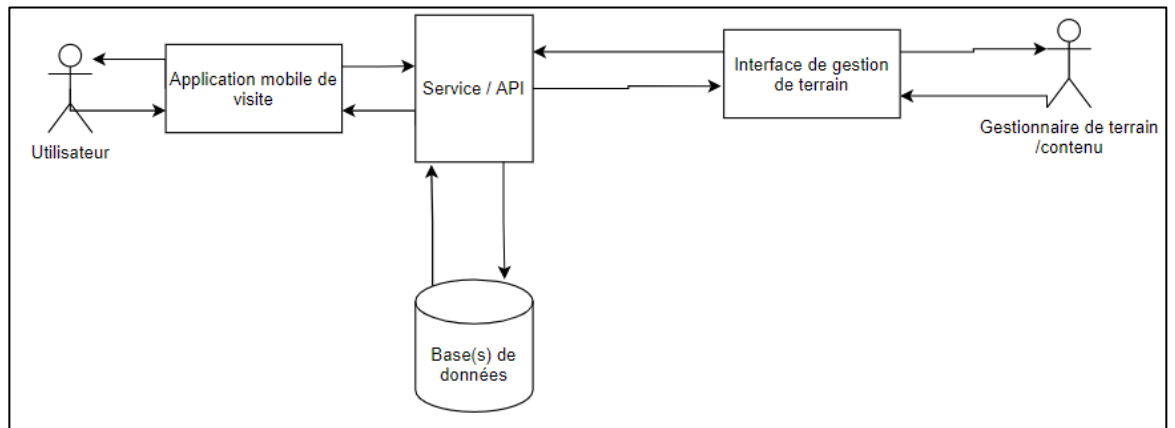 Utilisateur
Application mobile de
visite
Service / API
Interface de gestion
de terrain
Gestionnaire de terrain
/contenu
Base(s) de
données